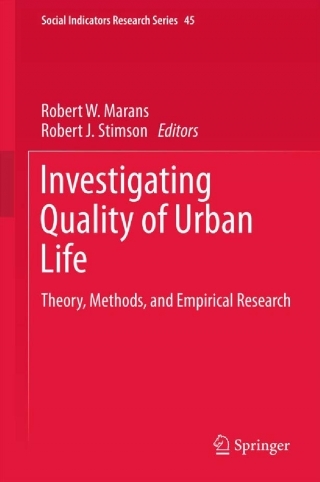 Social Indicators Research Series 45
Robert W. Marans
Robert J. Stimson Editors
Investigating
Quality of Urban
Life
Theory, Methods, and Empirical Research
Springer